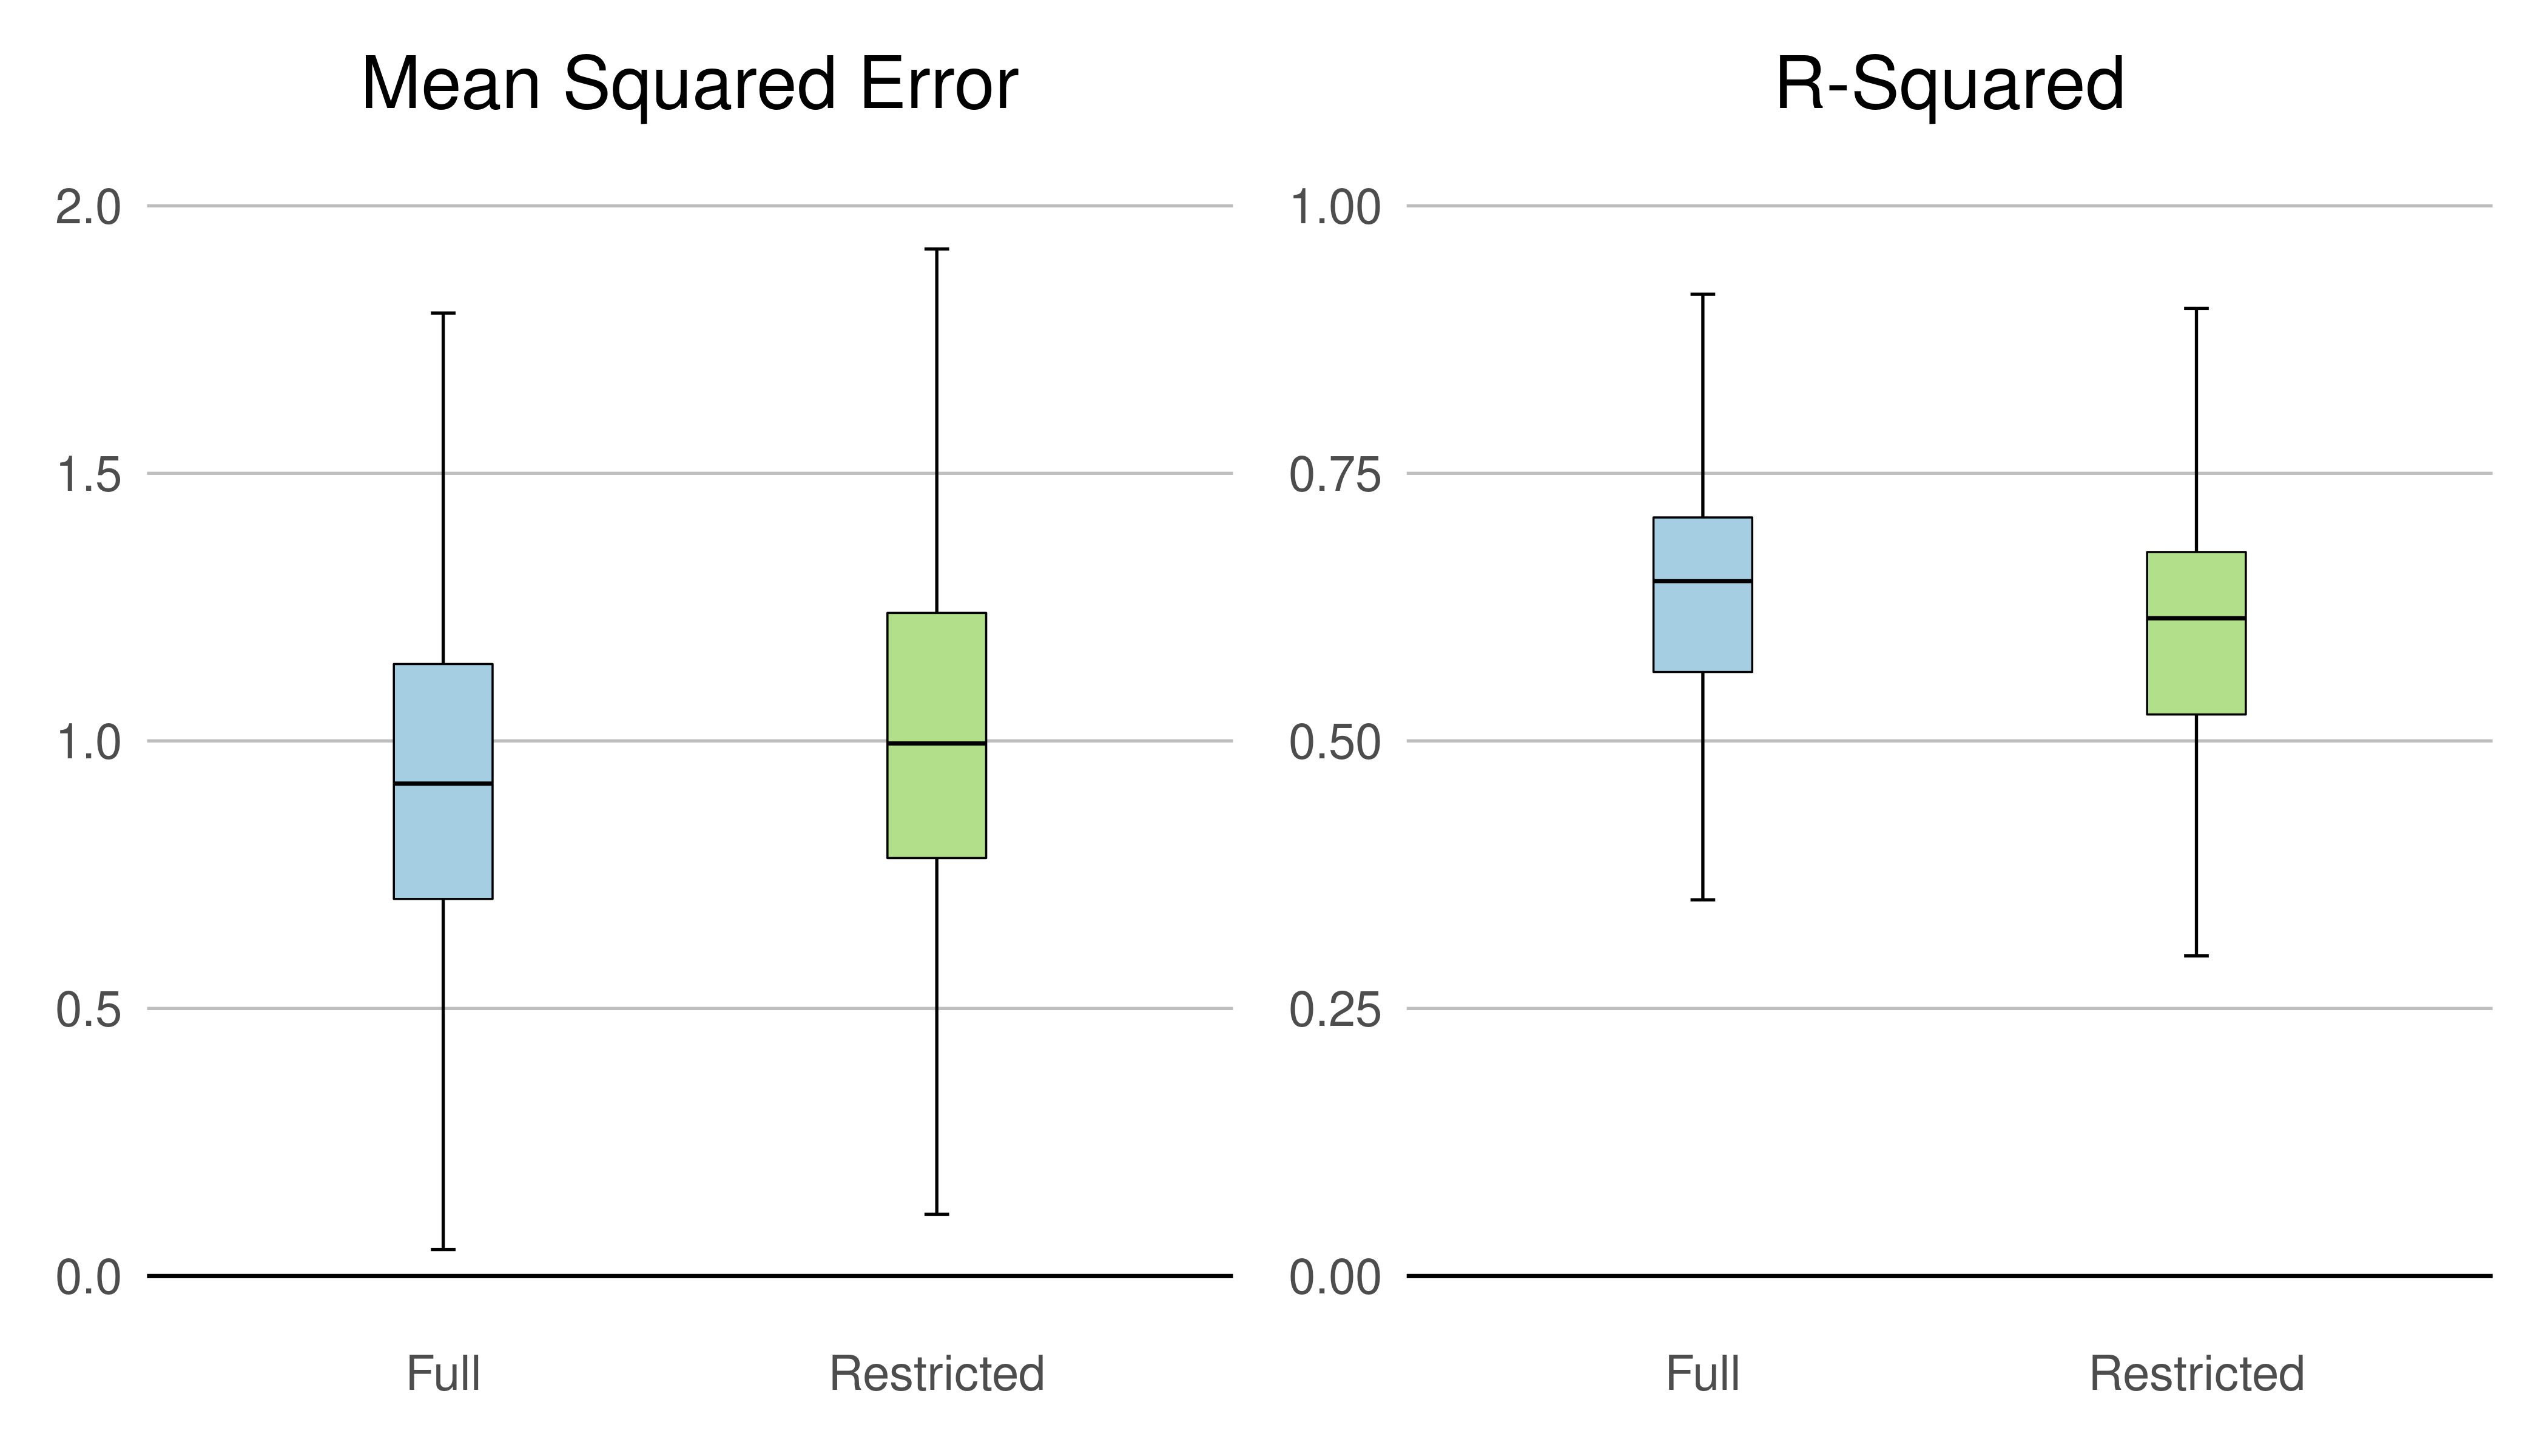 Mean Squared Error
2.0
1.5
1.0
0.5
0.0
Full Restricted
R-Squared
1.00
0.75
0.50
0.25
0.00
Full Restricted